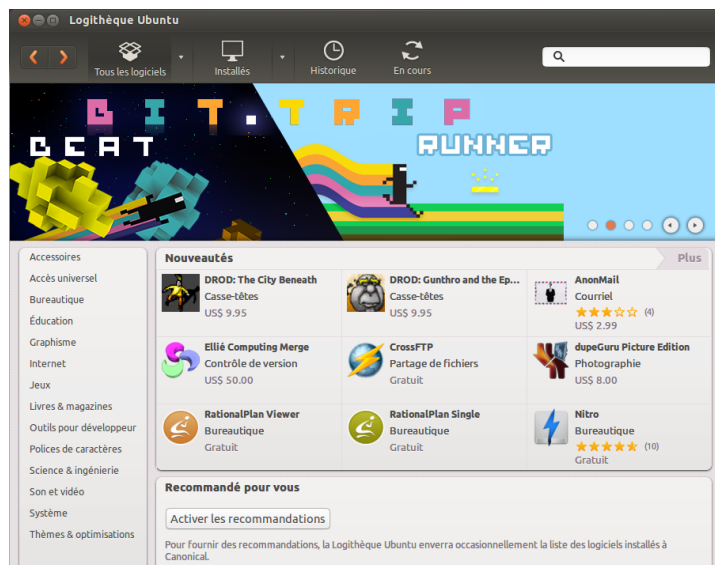 Logithèque Ubuntu
Tous les logiciels
Installés
Historique
En cours
BIT.TRIP
BEAT
RUNNER
Accessoires
Accès universel
Bureautique
Éducation
Graphisme
Internet
Jeux
Livres & magazines
Outils pour développeur
Polices de caractères
Science & ingénierie
Son et vidéo
Système
Thèmes & optimisations
Nouveautés
Plus
DROD: The City Beneath
Casse-têtes
US$ 9.95
DROD: Gunthro and the Ep...
Casse-têtes
US$ 9.95
AnonMail
Courriel
(4)
US$ 2.99
Ellié Computing Merge
Contrôle de version
US$ 50.00
CrossFTP
Partage de fichiers
Gratuit
dupeGuru Picture Edition
Photographie
US$ 8.00
RationalPlan Viewer
Bureautique
Gratuit
RationalPlan Single
Bureautique
Gratuit
Nitro
Bureautique
(10)
Gratuit
Recommandé pour vous
Activer les recommandations
Pour fournir des recommandations, la Logithèque Ubuntu enverra occasionnellement la liste des logiciels installés à
Canonical.